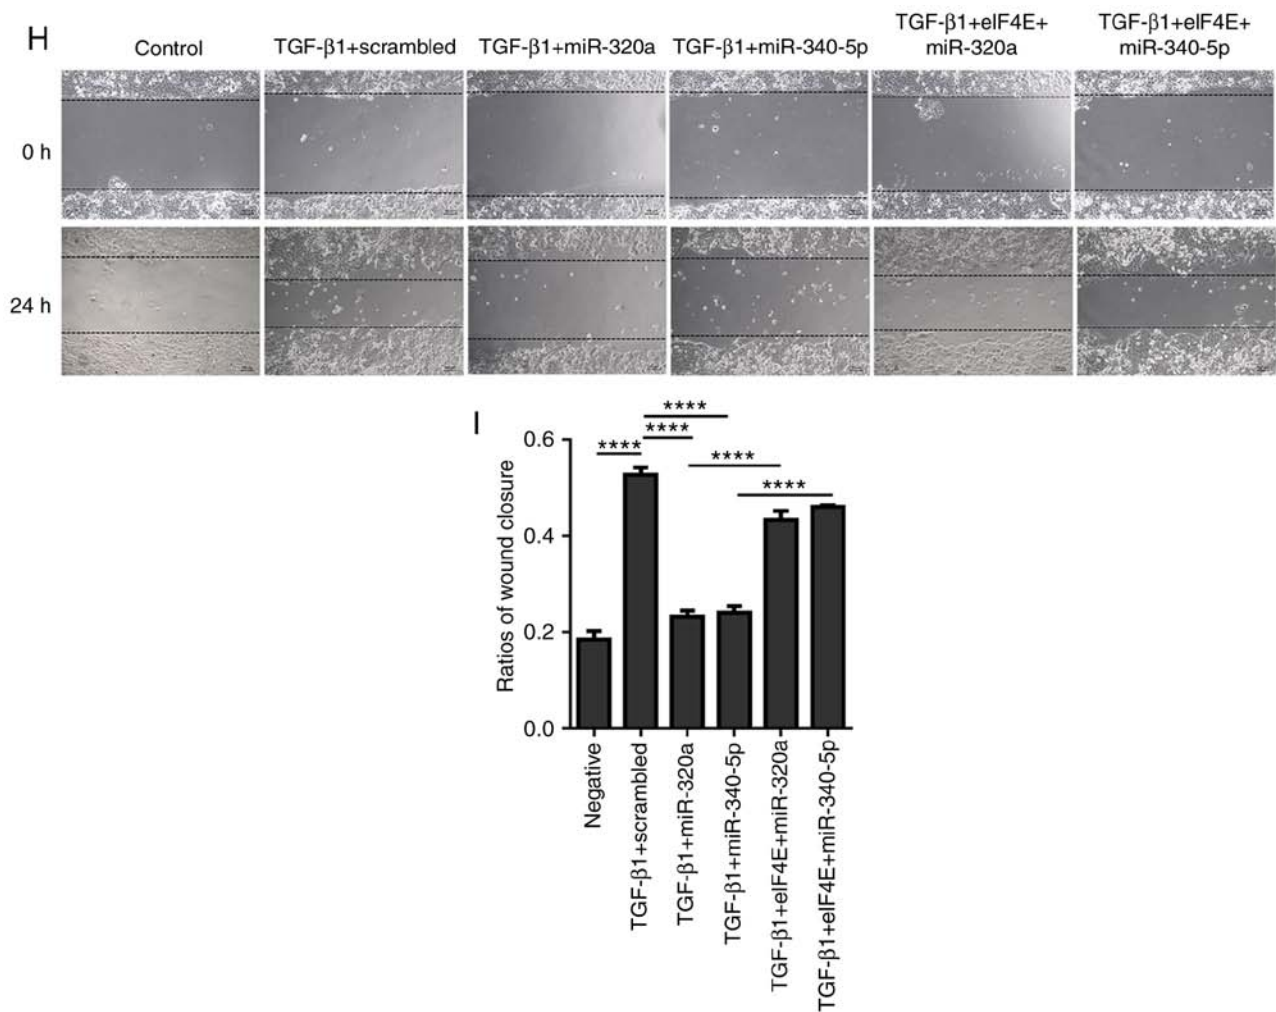 H
Control
TGF-β1+scrambled
TGF-β1+miR-320a
TGF-β1+miR-340-5p
TGF-β1+eIF4E+
miR-320a
TGF-β1+eIF4E+
miR-340-5p
0 h
24 h
I
****
****
****
****
****
0.6
0.4
0.2
0.0
Ratios of wound closure
Negative
TGF-β1+scrambled
TGF-β1+miR-320a
TGF-β1+miR-340-5p
TGF-β1+eIF4E+miR-320a
TGF-β1+eIF4E+miR-340-5p